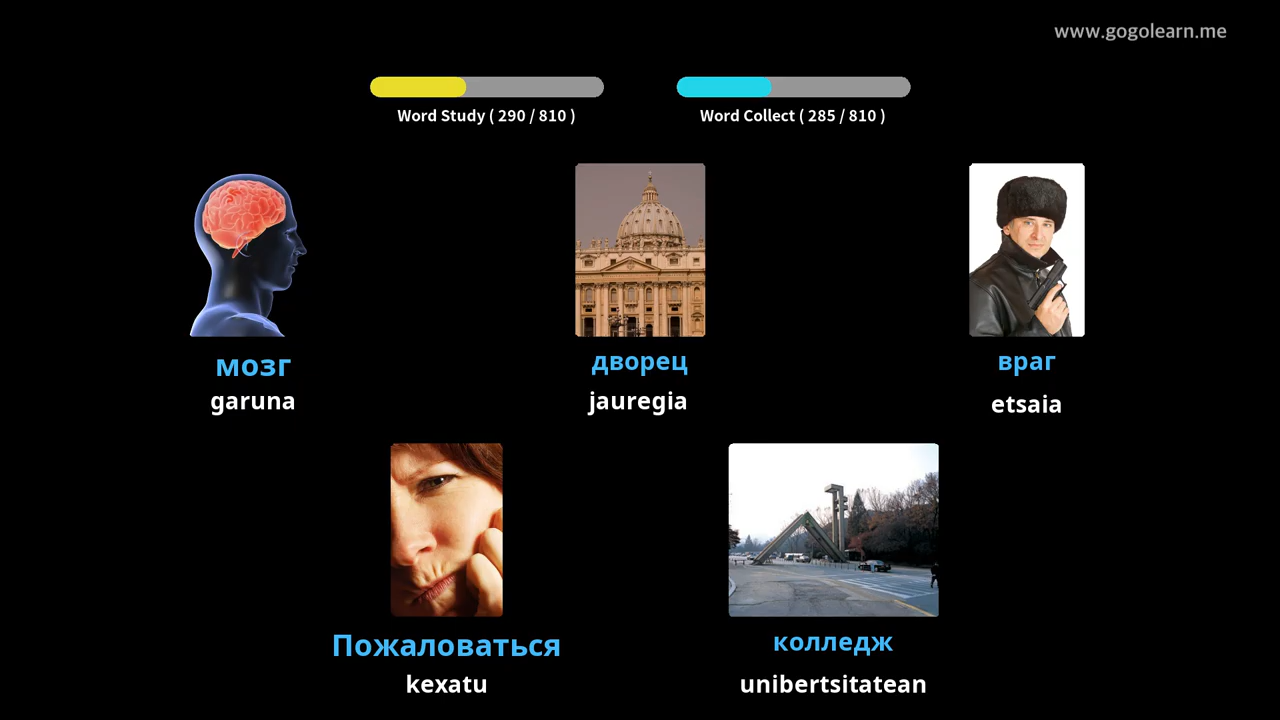 www.gogolearn.me
Word Study ( 290 / 810 )
Word Collect ( 285 / 810 )
мозг
garuna
дворец
jauregia
враг
etsaia
Пожаловаться
kexatu
колледж
unibertsitatean